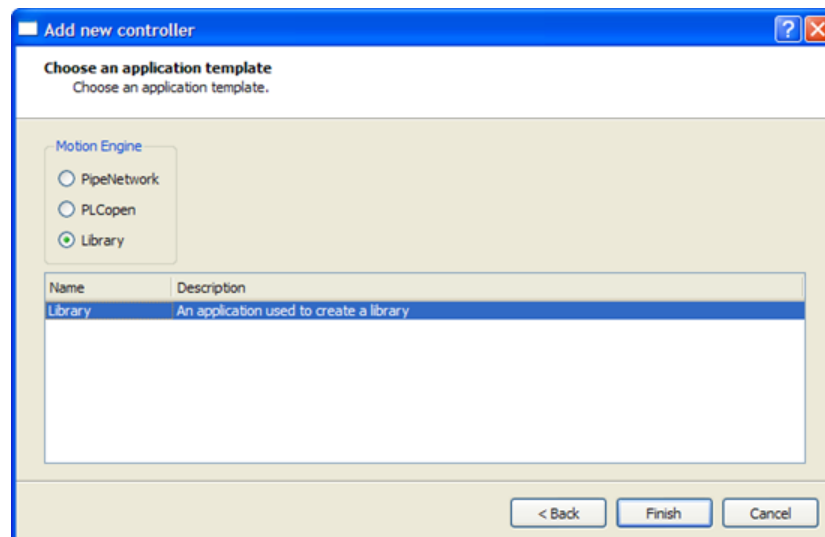 Add new controller
Choose an application template
Choose an application template.
Motion Engine
PipeNetwork
PLCopen
Library
Name Description
Library An application used to create a library
< Back Finish Cancel